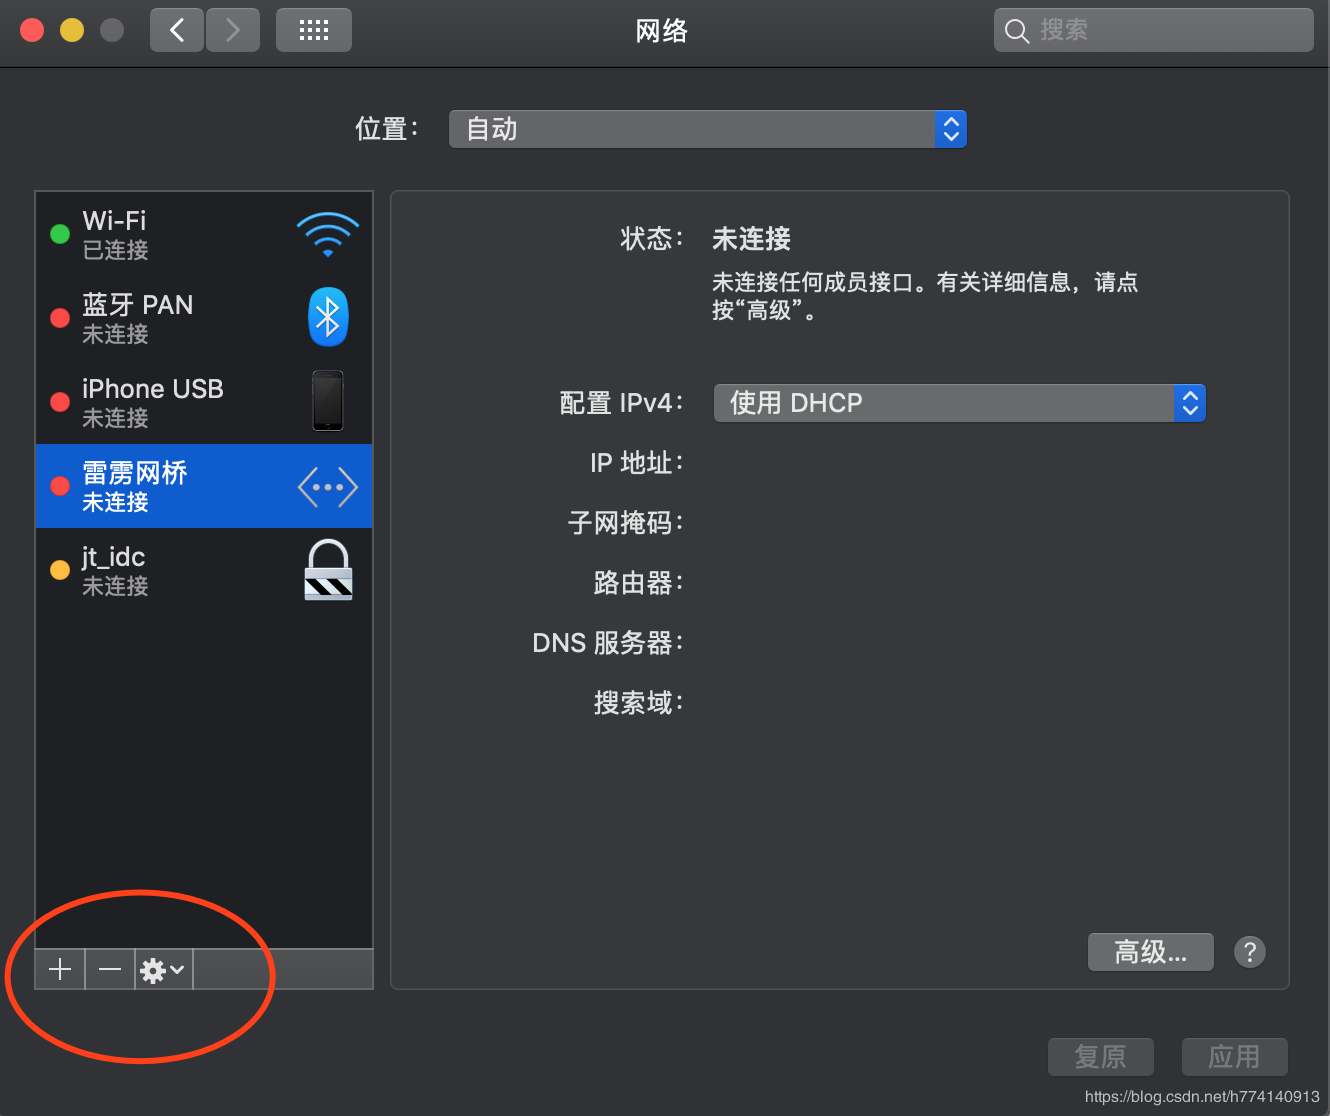 网络
搜索
位置：
自动
Wi-Fi
已连接
蓝牙 PAN
未连接
iPhone USB
未连接
雷雳网桥
未连接
jt_idc
未连接
状态：
未连接
未连接任何成员接口。有关详细信息，请点
按“高级”。
配置 IPv4：
使用 DHCP
IP 地址：
子网掩码：
路由器：
DNS 服务器：
搜索域：
高级...
?
复原
应用
https://blog.csdn.net/h774140913